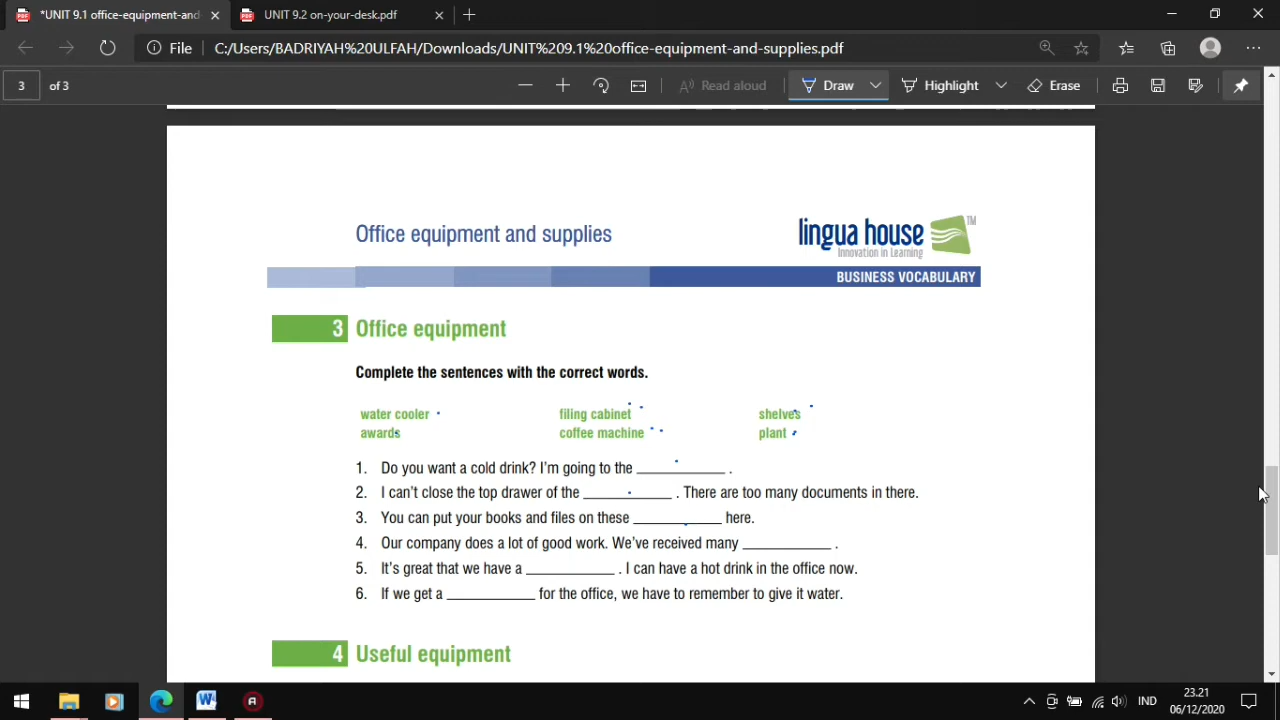 *UNIT 9.1 office-equipment-and
UNIT 9.2 on-your-desk.pdf
File
C:/Users/BADRIYAH%20ULFAH/Downloads/UNIT%209.1%20office-equipment-and-supplies.pdf
3 of 3
Read aloud
Draw
Highlight
Erase
Office equipment and supplies
lingua house TM
Innovation in Learning
BUSINESS VOCABULARY
3 Office equipment
Complete the sentences with the correct words.
water cooler filing cabinet shelves
awards coffee machine plant
1. Do you want a cold drink? I'm going to the ____________ .
2. I can't close the top drawer of the ____________ . There are too many documents in there.
3. You can put your books and files on these ____________ here.
4. Our company does a lot of good work. We've received many ____________ .
5. It's great that we have a ____________ . I can have a hot drink in the office now.
6. If we get a ____________ for the office, we have to remember to give it water.
4 Useful equipment
IND
23.21
06/12/2020